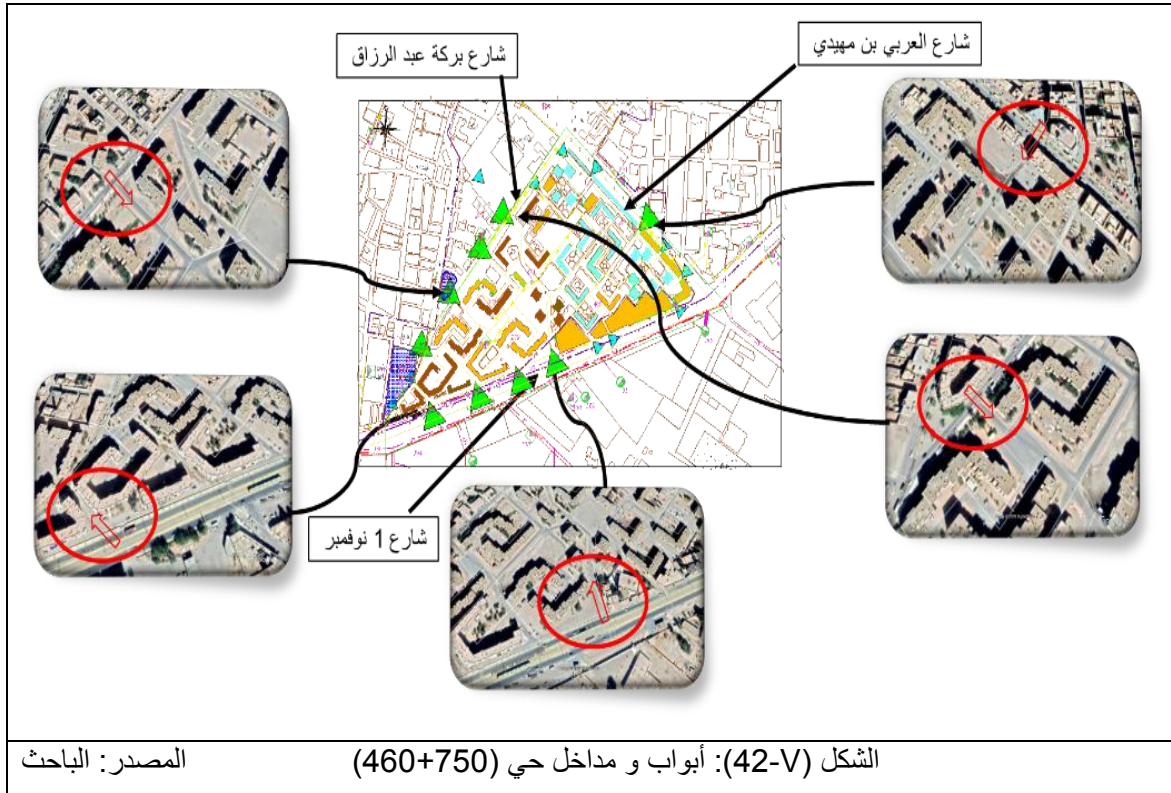 شارع العربي بن مهيدي
شارع بركة عبد الرزاق
شارع 1 نوفمبر
الشكل (V-42): أبواب و مداخل حي (750+460)
المصدر: الباحث